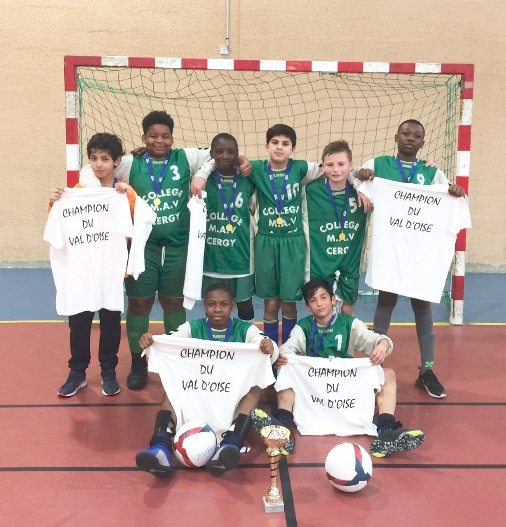 CHAMPION
DU
VAL D'OISE
3
COLLEGE
M.A.V
CERGY
6
COLLEGE
M.A.V
CERGY
10
COLLEGE
M.A.V
CERGY
5
COLLEGE
M.A.V
CERGY
9
CHAMPION
DU
VAL D'OISE
CHAMPION
DU
VAL D'OISE
1
CHAMPION
DU
VAL D'OISE